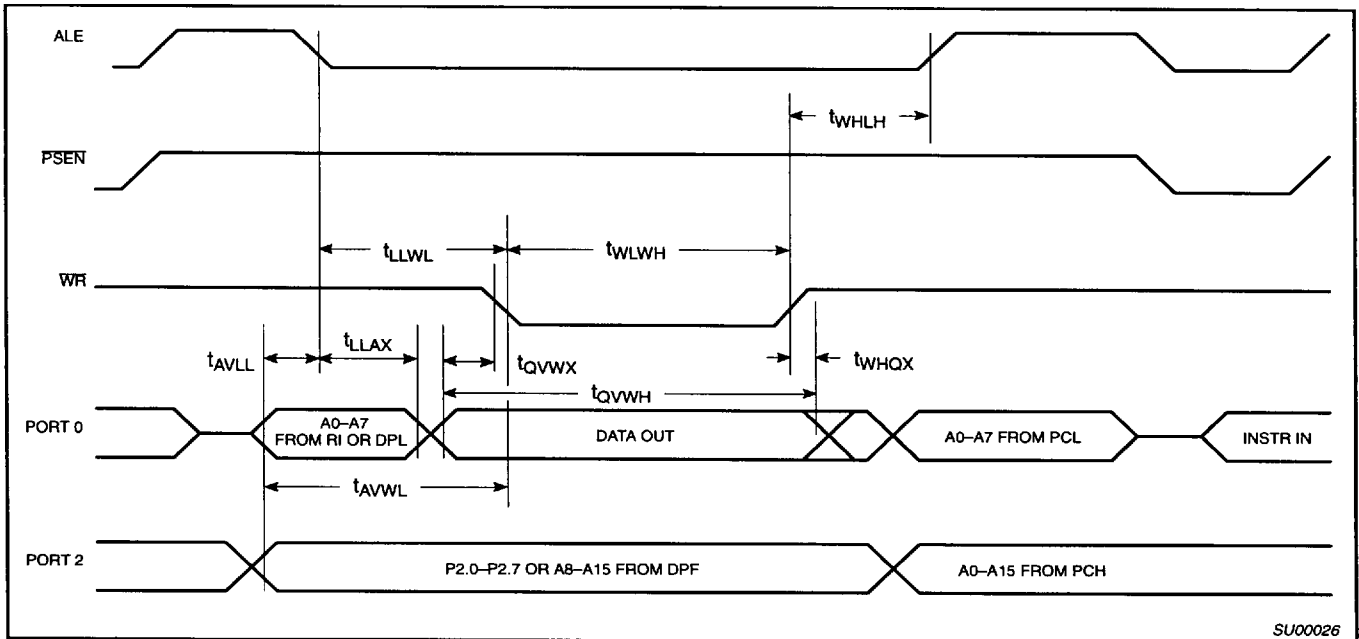 ALE
tWHLH
PSEN
tLLWL
tWLWH
WR
tAVLL
tLLAX
tQVWX
tWHQX
tQVWH
PORT 0
A0–A7
FROM RI OR DPL
DATA OUT
A0–A7 FROM PCL
INSTR IN
tAVWL
PORT 2
P2.0–P2.7 OR A8–A15 FROM DPF
A0–A15 FROM PCH
SU00026